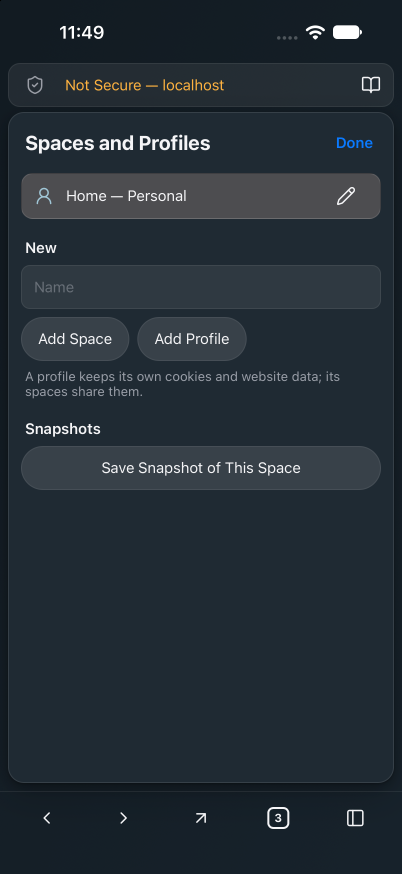 11:49
Not Secure — localhost
Spaces and Profiles
Done
Home — Personal
New
Name
Add Space
Add Profile
A profile keeps its own cookies and website data; its
spaces share them.
Snapshots
Save Snapshot of This Space
3